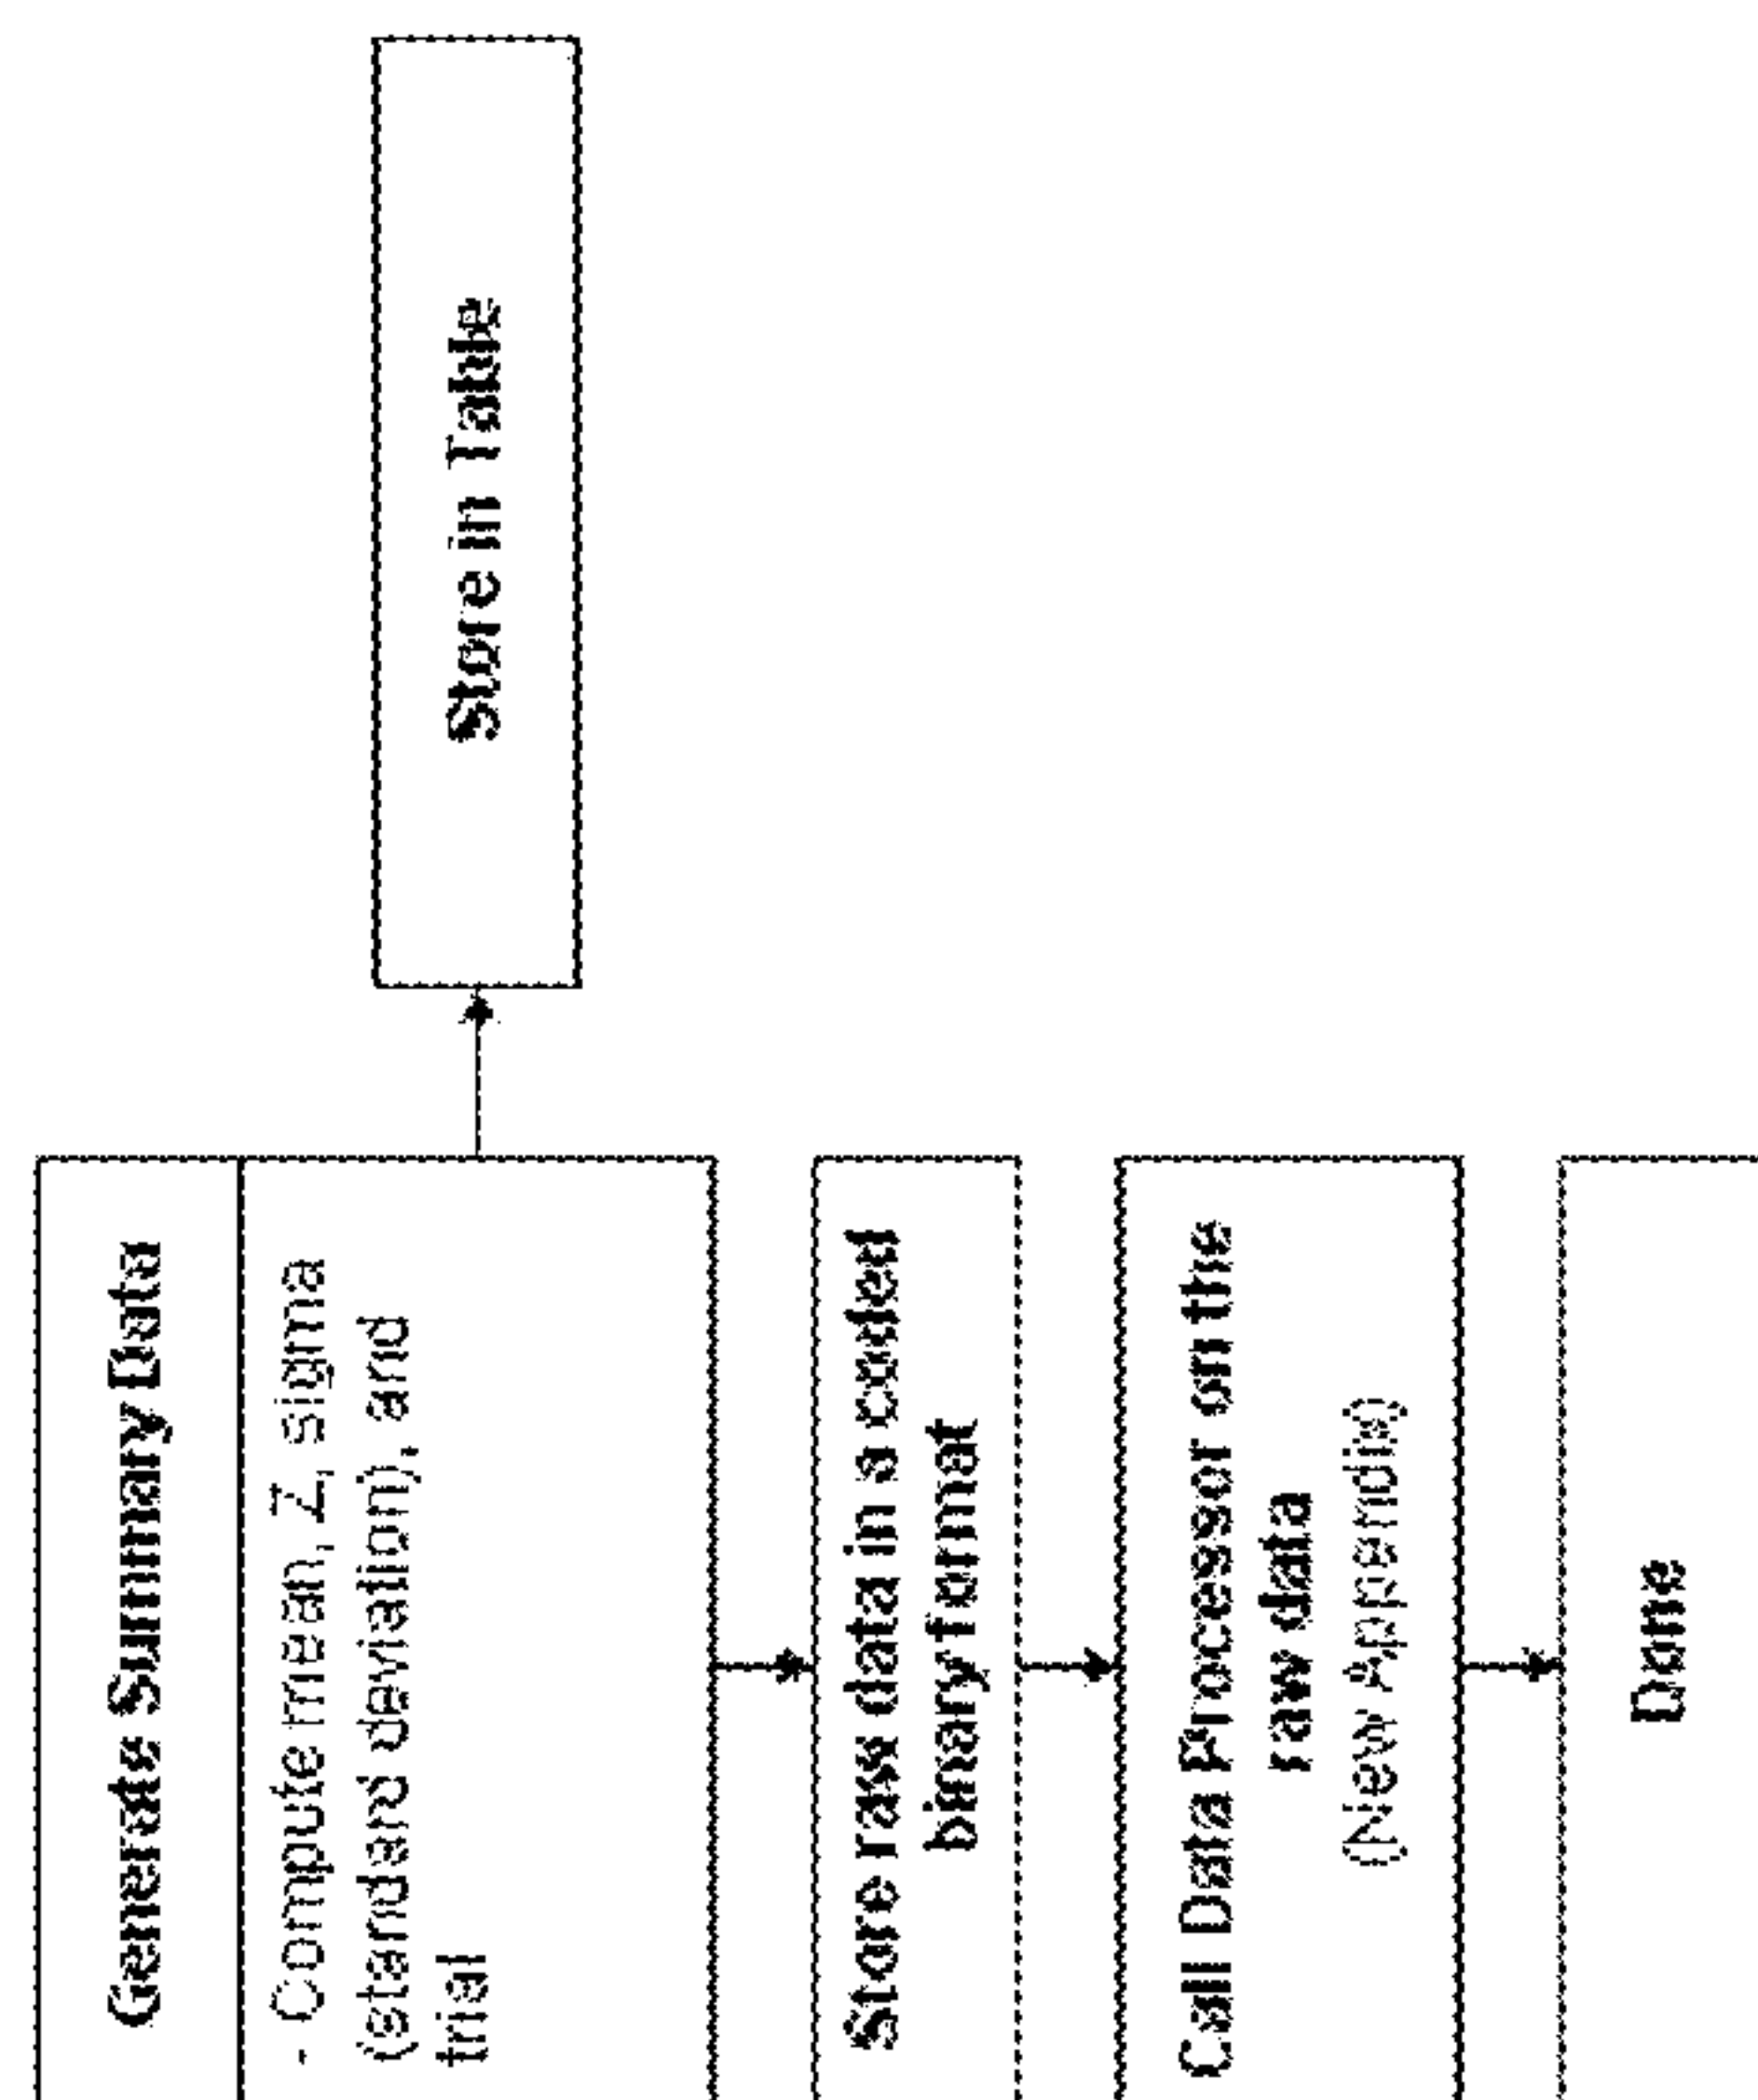 Generate Summary Data
- Compute mean, Z, sigma
(standard deviation), and
trial
Store in Table
Store raw data in a coded
binary format
Call Data Processor on the
raw data
(New Appendix)
Done